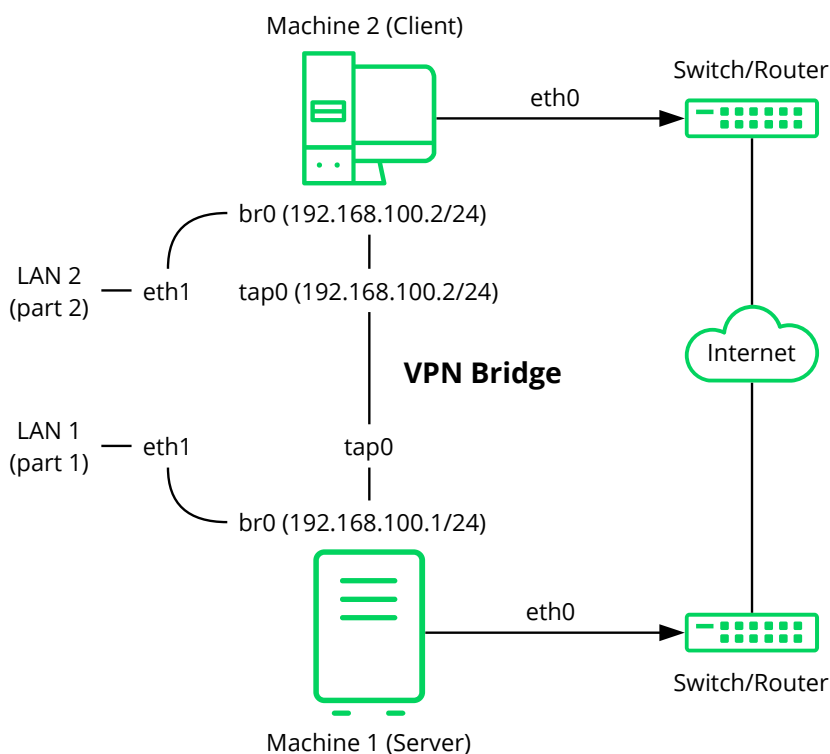 Machine 2 (Client)
Switch/Router
eth0
br0 (192.168.100.2/24)
LAN 2
(part 2)
eth1
tap0 (192.168.100.2/24)
Internet
VPN Bridge
LAN 1
(part 1)
eth1
tap0
br0 (192.168.100.1/24)
eth0
Switch/Router
Machine 1 (Server)